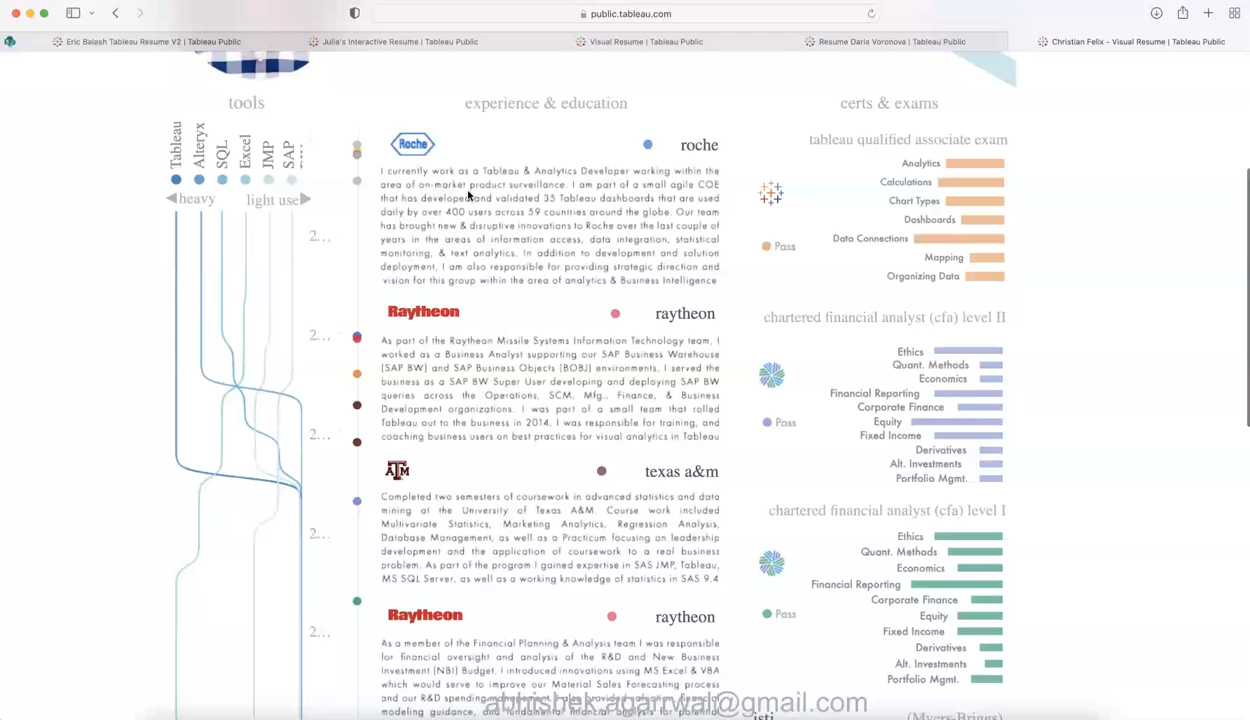 public.tableau.com
Eric Balash Tableau Resume V2 | Tableau Public
Julia's Interactive Resume | Tableau Public
Visual Resume | Tableau Public
Resume Daria Voronova | Tableau Public
Christian Felix - Visual Resume | Tableau Public
tools
Tableau
Alteryx
SQL
Excel
JMP
SAP
heavy
light use
2...
2...
2...
2...
2...
experience & education
Roche
roche
I currently work as a Tableau & Analytics Developer working within the
area of on-market product surveillance. I am part of a small agile COE
that has developed and validated 35 Tableau dashboards that are used
daily by over 400 users across 59 countries around the globe. Our team
has brought new & disruptive innovations to Roche over the last couple of
years in the areas of information access, data integration, statistical
monitoring, & text analytics. In addition to development and solution
deployment, I am also responsible for providing strategic direction and
vision for this group within the area of analytics & Business Intelligence
Raytheon
raytheon
As part of the Raytheon Missile Systems Information Technology team, I
worked as a Business Analyst supporting our SAP Business Warehouse
(SAP BW) and SAP Business Objects (BOBJ) environments. I served the
business as a SAP BW Super User developing and deploying SAP BW
queries across the Operations, SCM, Mfg., Finance, & Business
Development organizations. I was part of a small team that rolled
Tableau out to the business in 2014. I was responsible for training, and
coaching business users on best practices for visual analytics in Tableau
ATM
texas a&m
Completed two semesters of coursework in advanced statistics and data
mining at the University of Texas A&M. Course work included
Multivariate Statistics, Marketing Analytics, Regression Analysis,
Database Management, as well as a Practicum focusing on leadership
development and the application of coursework to a real business
problem. As part of the program I gained expertise in SAS JMP, Tableau,
MS SQL Server, as well as a working knowledge of statistics in SAS 9.4
Raytheon
raytheon
As a member of the Financial Planning & Analysis team I was responsible
for financial oversight and analysis of the R&D and New Business
Investment (NBI) Budget. I introduced innovations using MS Excel & VBA
which would serve to improve our Material Sales Forecasting process
and our R&D spending
modeling guidance, and fundamental financial analysis for potential
certs & exams
tableau qualified associate exam
Analytics
Calculations
Chart Types
Dashboards
Data Connections
Mapping
Organizing Data
Pass
chartered financial analyst (cfa) level II
Ethics
Quant. Methods
Economics
Financial Reporting
Corporate Finance
Equity
Fixed Income
Derivatives
Alt. Investments
Portfolio Mgmt.
Pass
chartered financial analyst (cfa) level I
Ethics
Quant. Methods
Economics
Financial Reporting
Corporate Finance
Equity
Fixed Income
Derivatives
Alt. Investments
Portfolio Mgmt.
Pass
(Myers-Briggs)
abhishek.agarrwal@gmail.com